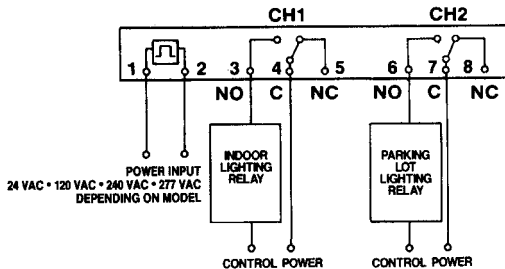 CH1 CH2
1 2 3 4 5 6 7 8
NO C NC NO C NC
INDOOR
LIGHTING
RELAY
PARKING
LOT
LIGHTING
RELAY
POWER INPUT
24 VAC • 120 VAC • 240 VAC • 277 VAC
DEPENDING ON MODEL
CONTROL POWER CONTROL POWER